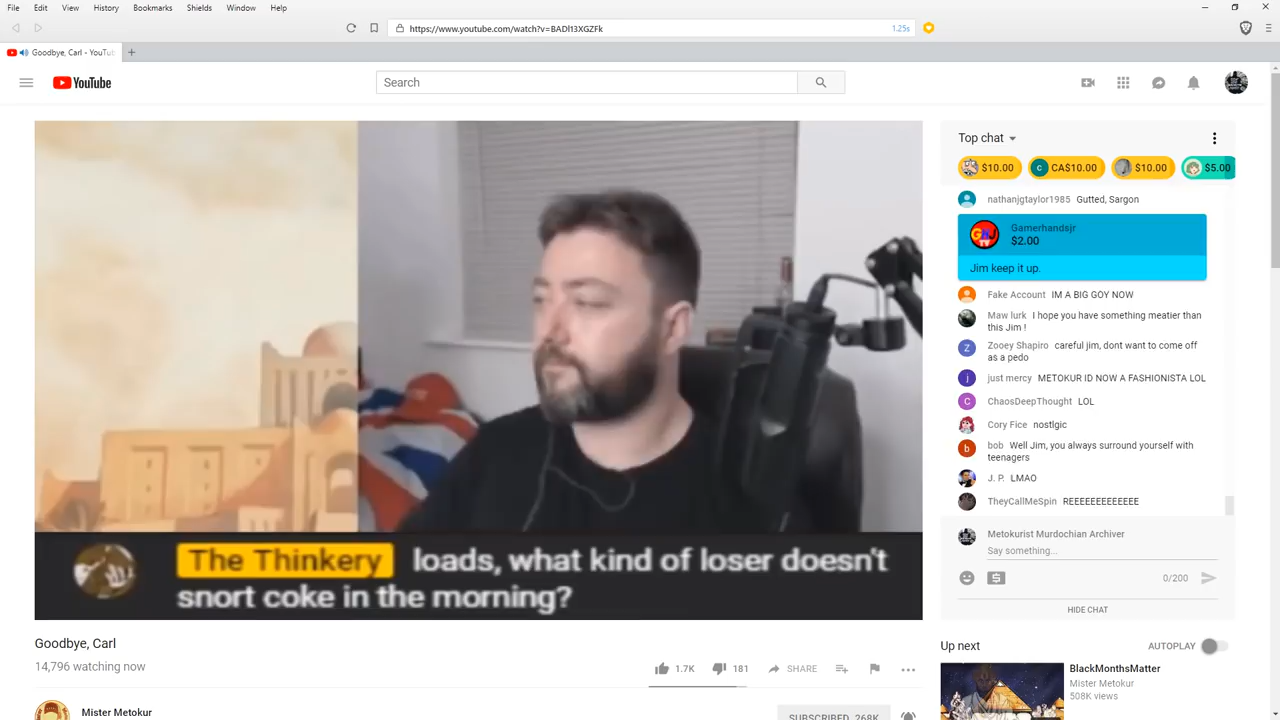 File Edit View History Bookmarks Shields Window Help
https://www.youtube.com/watch?v=BADl13XGZFk 1.25s
Goodbye, Carl - YouTub
YouTube
Search
Top chat
$10.00 CA$10.00 $10.00 $5.00
nathanjgtaylor1985 Gutted, Sargon
Gamerhandsjr
$2.00
Jim keep it up.
Fake Account IM A BIG GOY NOW
Maw lurk I hope you have something meatier than
this Jim !
Zooey Shapiro careful jim, dont want to come off
as a pedo
just mercy METOKUR ID NOW A FASHIONISTA LOL
ChaosDeepThought LOL
Cory Fice nostlgic
bob Well Jim, you always surround yourself with
teenagers
J. P. LMAO
TheyCallMeSpin REEEEEEEEEEEEE
Metokurist Murdochian Archiver
Say something...
0/200
HIDE CHAT
The Thinkery loads, what kind of loser doesn't
snort coke in the morning?
Goodbye, Carl
14,796 watching now
1.7K 181 SHARE
Mister Metokur
SUBSCRIBED 268K
Up next AUTOPLAY
BlackMonthsMatter
Mister Metokur
508K views